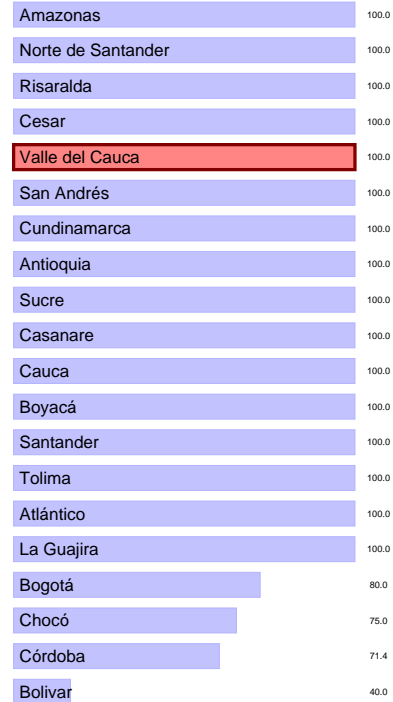 Amazonas 100.0
Norte de Santander 100.0
Risaralda 100.0
Cesar 100.0
Valle del Cauca 100.0
San Andrés 100.0
Cundinamarca 100.0
Antioquia 100.0
Sucre 100.0
Casanare 100.0
Cauca 100.0
Boyacá 100.0
Santander 100.0
Tolima 100.0
Atlántico 100.0
La Guajira 100.0
Bogotá 80.0
Chocó 75.0
Córdoba 71.4
Bolivar 40.0